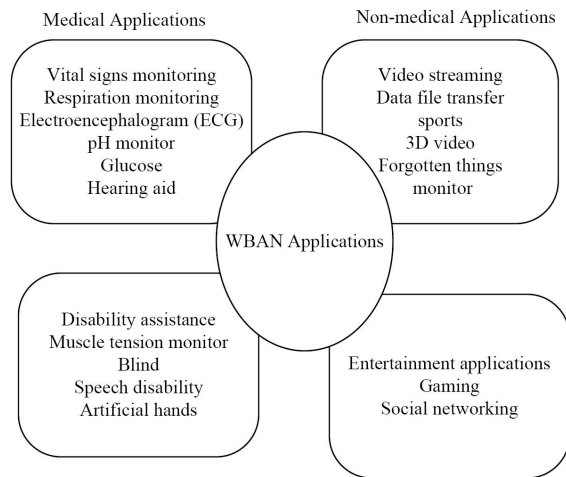 Medical Applications
Vital signs monitoring
Respiration monitoring
Electroencephalogram (ECG)
pH monitor
Glucose
Hearing aid
Non-medical Applications
Video streaming
Data file transfer
sports
3D video
Forgotten things
monitor
WBAN Applications
Disability assistance
Muscle tension monitor
Blind
Speech disability
Artificial hands
Entertainment applications
Gaming
Social networking